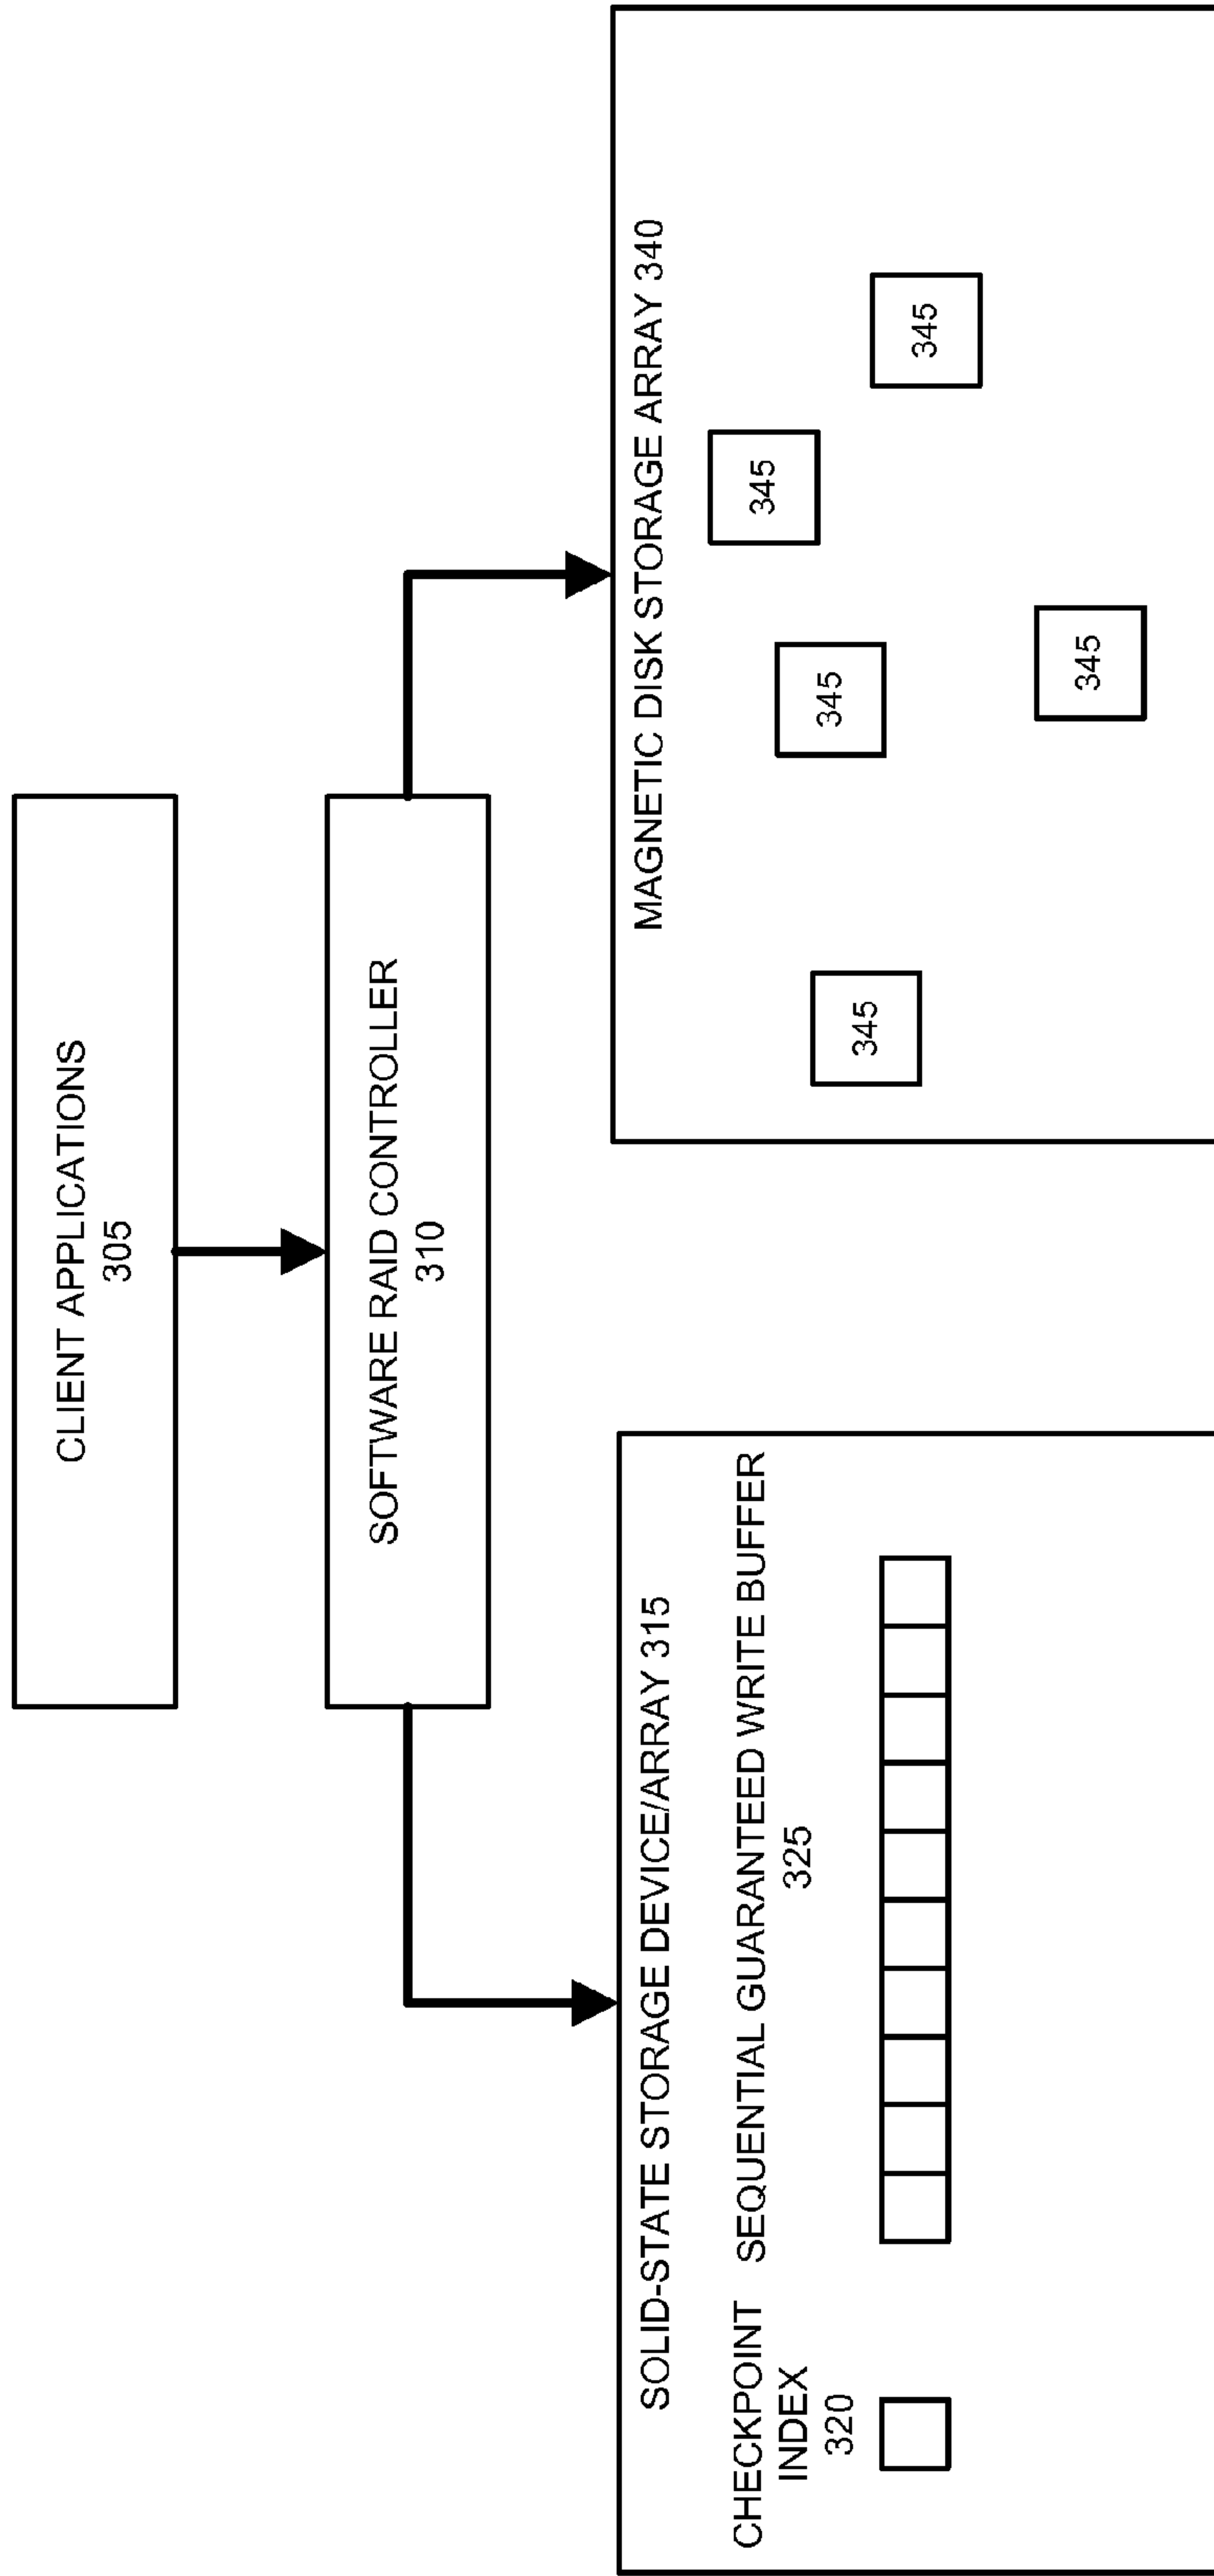 CLIENT APPLICATIONS
305
SOFTWARE RAID CONTROLLER
310
SOLID-STATE STORAGE DEVICE/ARRAY 315
CHECKPOINT
INDEX
320
SEQUENTIAL GUARANTEED WRITE BUFFER
325
MAGNETIC DISK STORAGE ARRAY 340
345
345
345
345
345